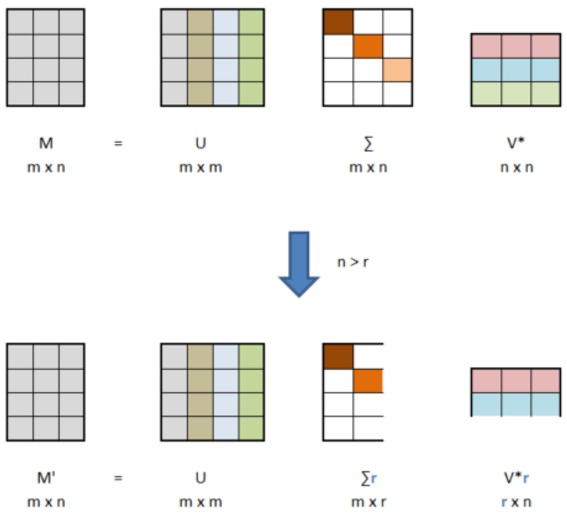 M = U ∑ V*
m x n m x m m x n n x n
n > r
M' = U ∑r V*r
m x n m x m m x r r x n